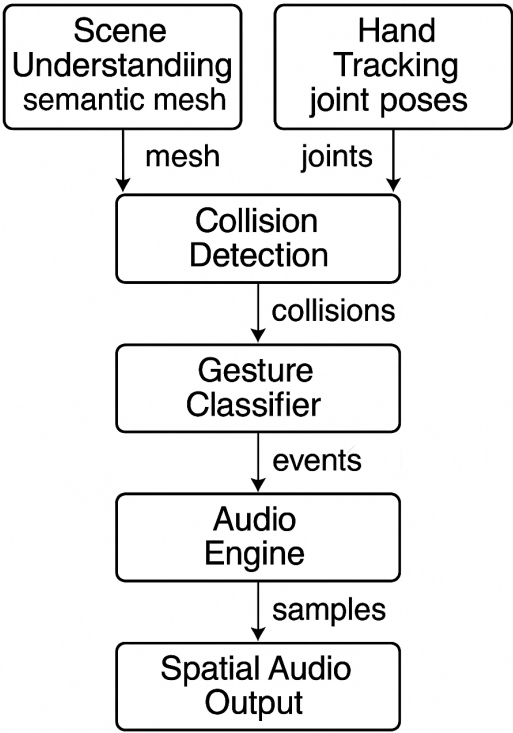 Scene
Understandiing
semantic mesh
Hand
Tracking
joint poses
mesh
joints
Collision
Detection
collisions
Gesture
Classifier
events
Audio
Engine
samples
Spatial Audio
Output